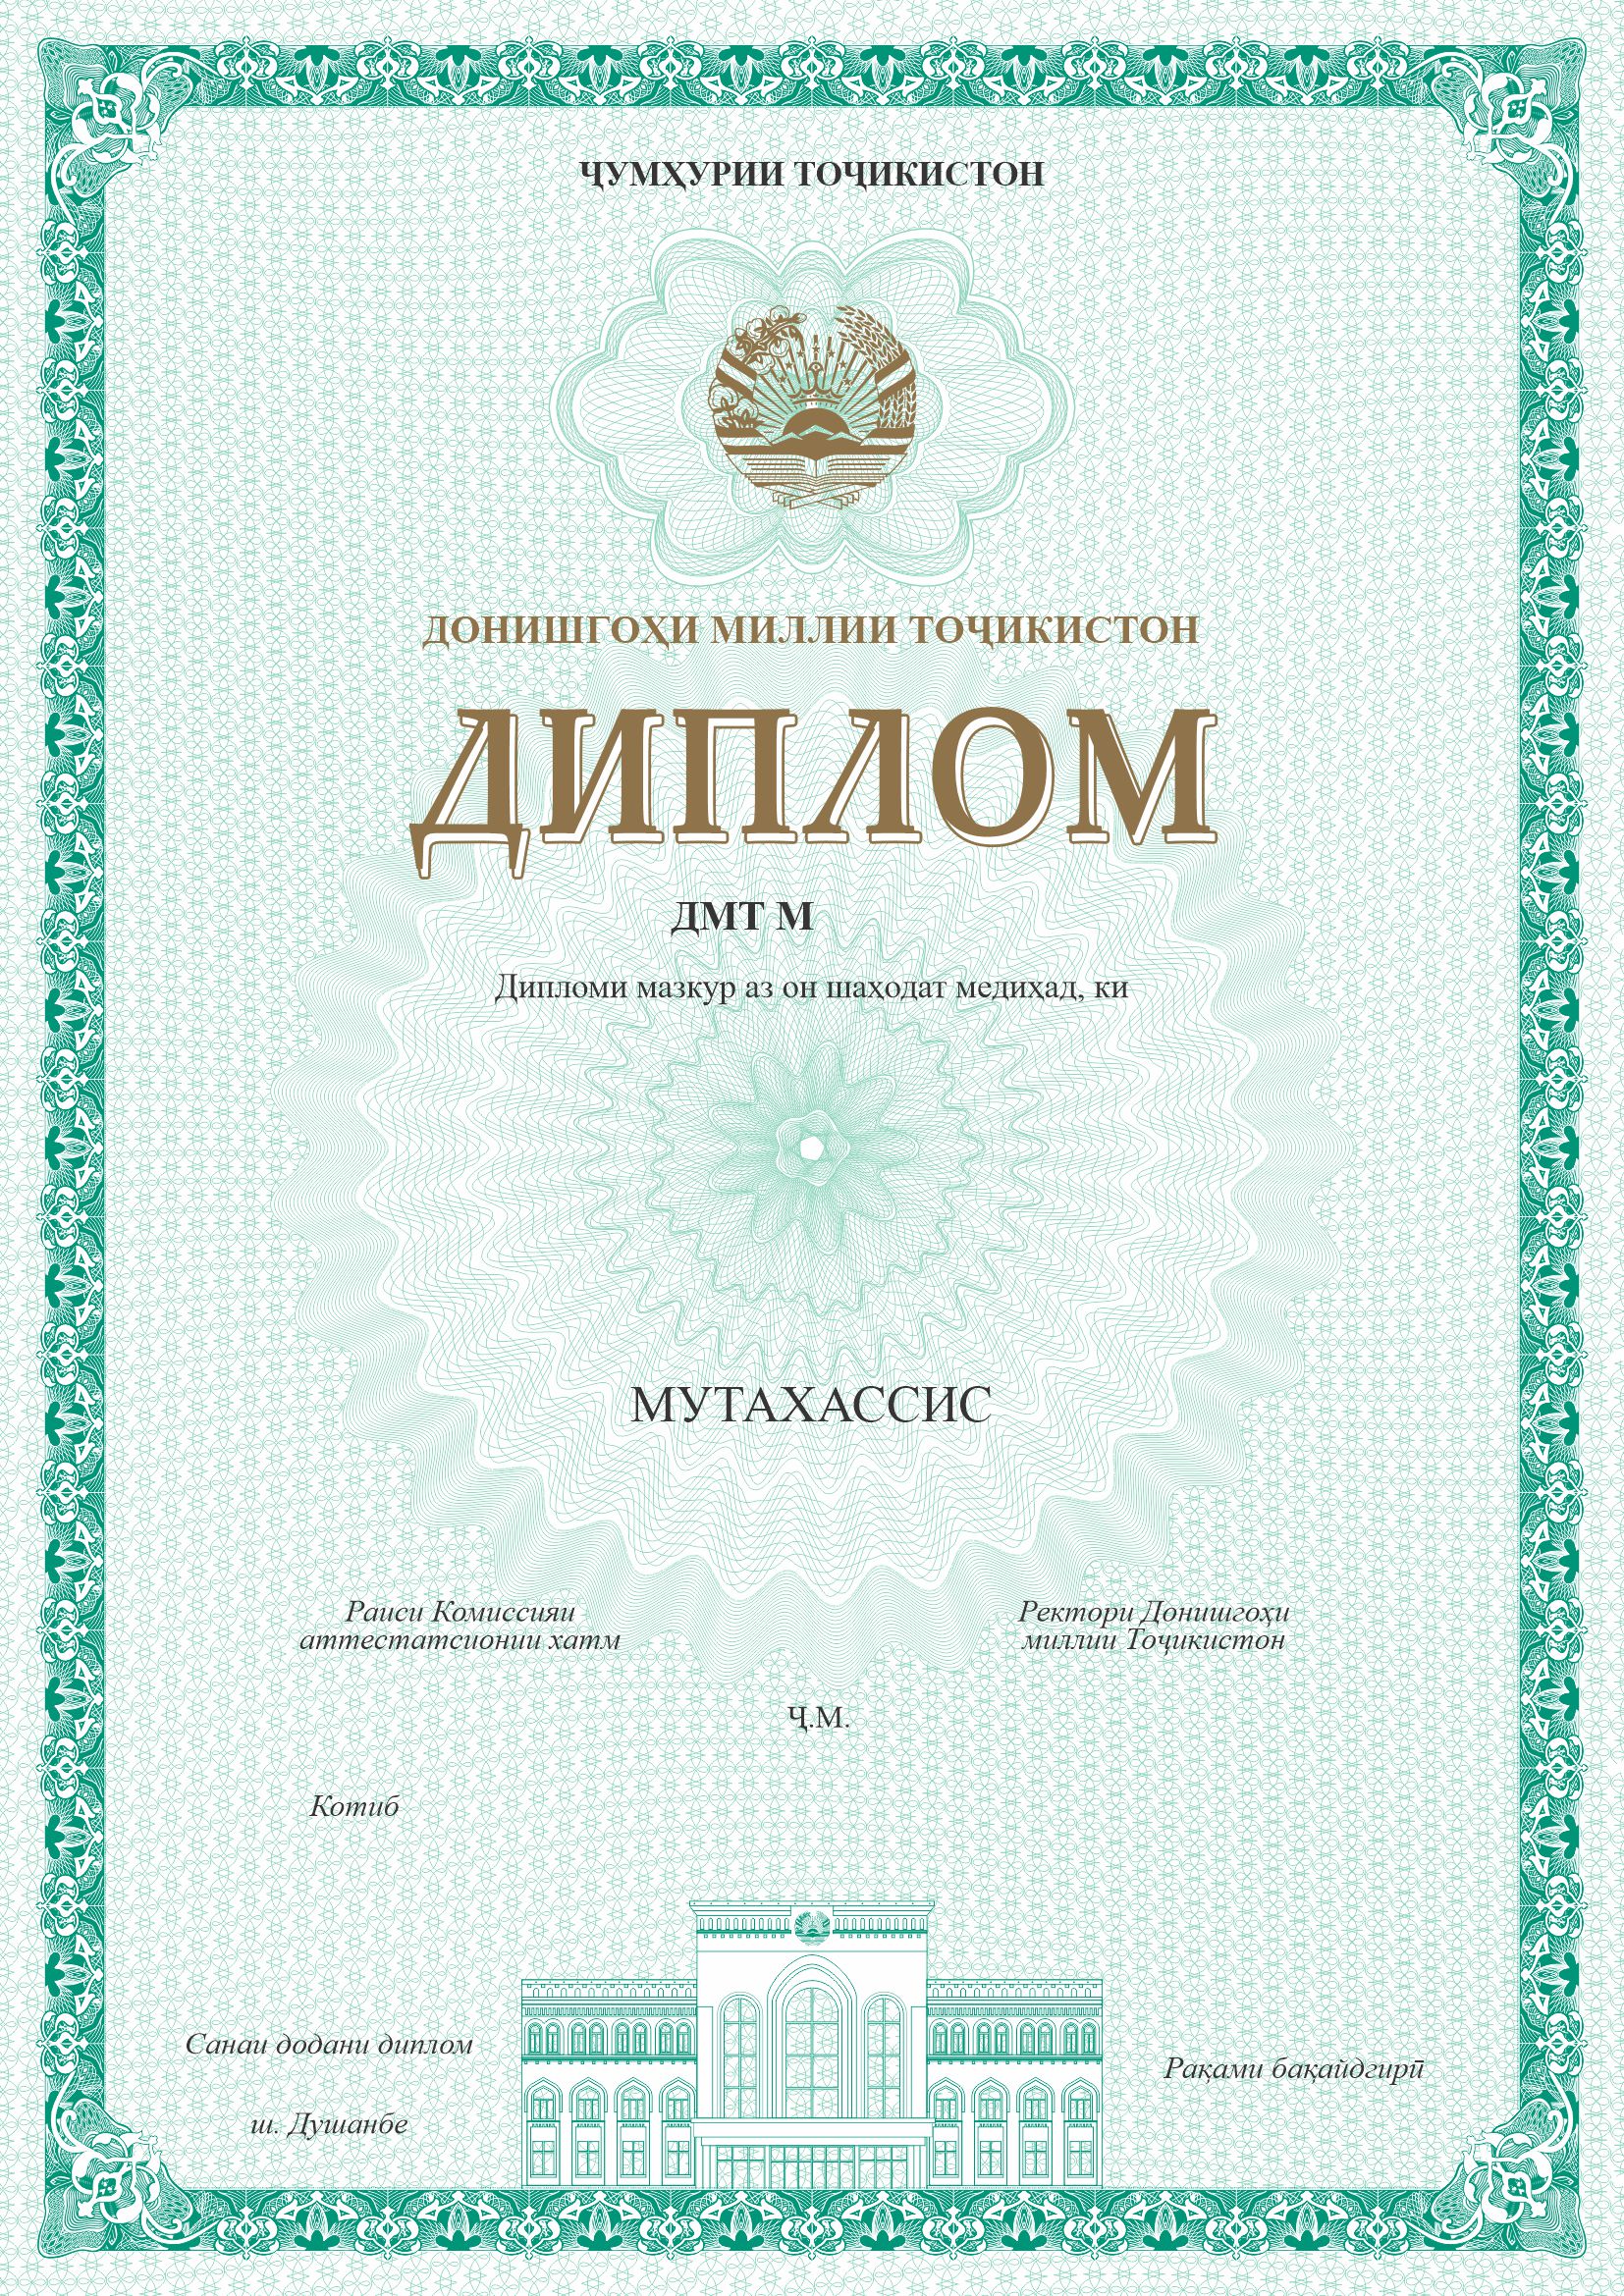 ҶУМҲУРИИ ТОҶИКИСТОН
ДОНИШГОҲИ МИЛЛИИ ТОҶИКИСТОН
ДИПЛОМ
ДМТ М
Дипломи мазкур аз он шаҳодат медиҳад, ки
МУТАХАССИС
Раиси Комиссияи
аттестатсионии хатм
Ректори Донишгоҳи
миллии Тоҷикистон
Ҷ.М.
Котиб
Санаи додани диплом
Рақами бақайдгирӣ
ш. Душанбе